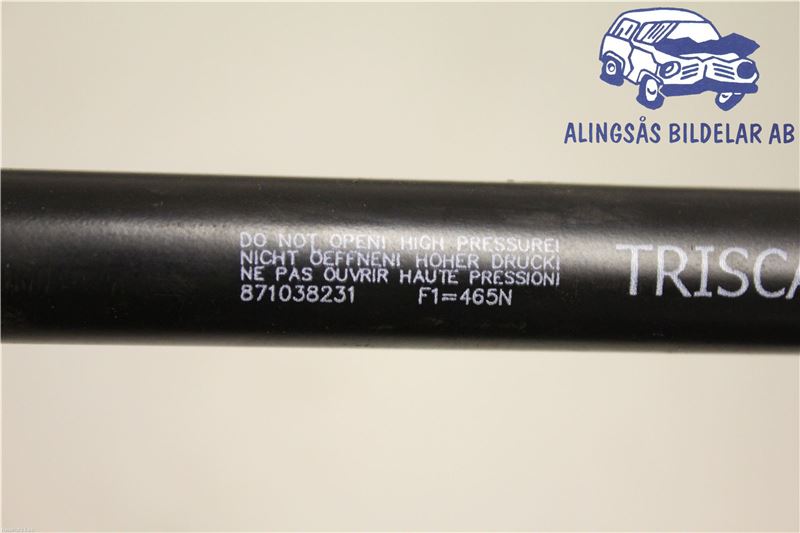 ALINGSÅS BILDELAR AB
DO NOT OPEN! HIGH PRESSURE!
NICHT OEFFNEN! HOHER DRUCK!
NE PAS OUVRIR HAUTE PRESSION!
871038231 F1=465N
TRISCA